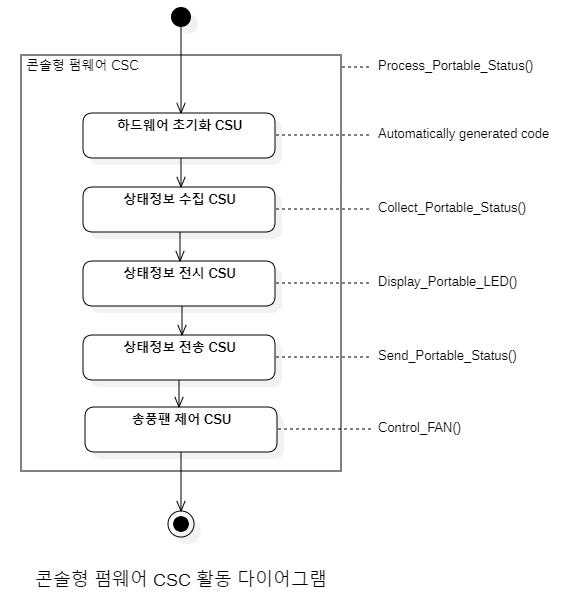 콘솔형 펌웨어 CSC
Process_Portable_Status()
하드웨어 초기화 CSU
Automatically generated code
상태정보 수집 CSU
Collect_Portable_Status()
상태정보 전시 CSU
Display_Portable_LED()
상태정보 전송 CSU
Send_Portable_Status()
송풍팬 제어 CSU
Control_FAN()
콘솔형 펌웨어 CSC 활동 다이어그램